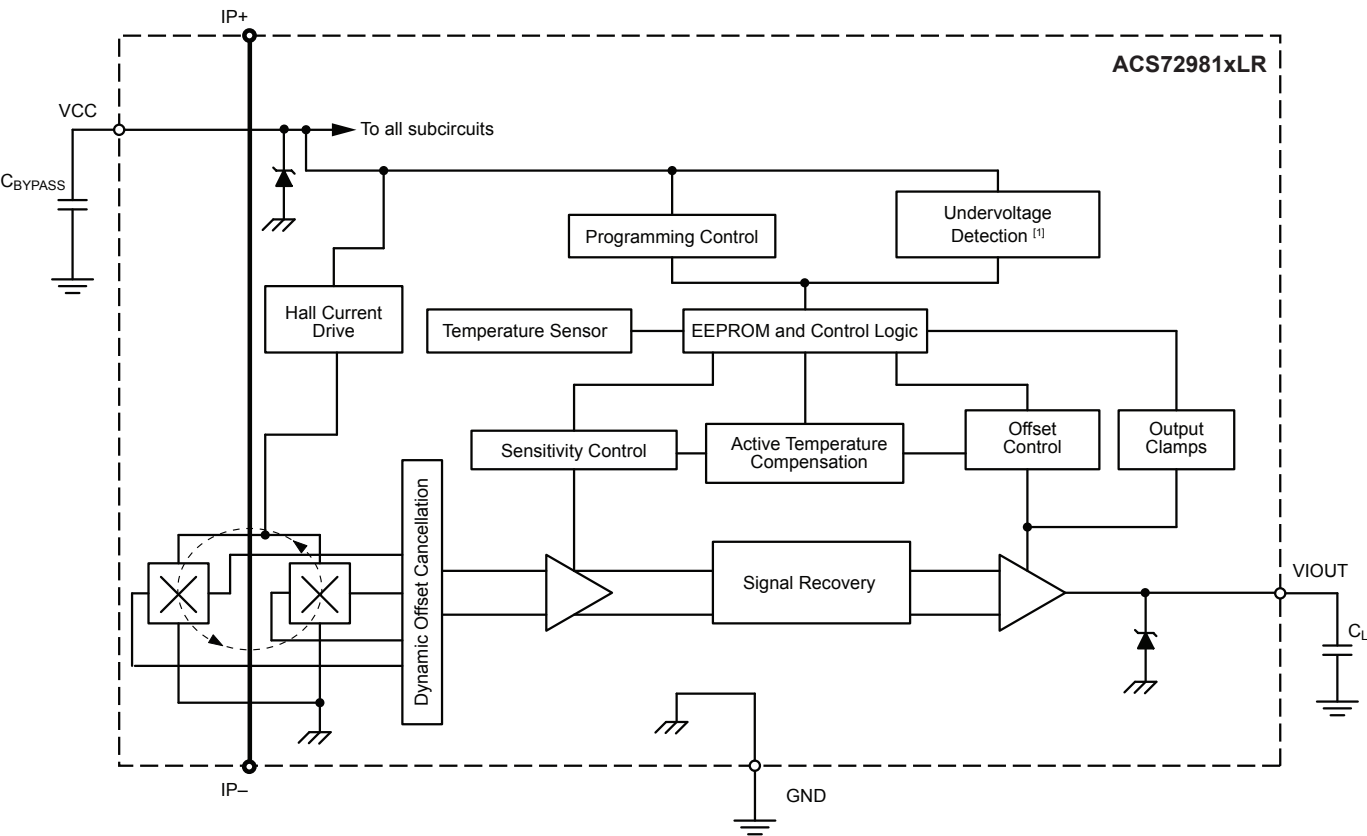 IP+
ACS72981xLR
VCC
To all subcircuits
CBYPASS
Undervoltage
Detection [1]
Programming Control
Hall Current
Drive
Temperature Sensor
EEPROM and Control Logic
Sensitivity Control
Active Temperature
Compensation
Offset
Control
Output
Clamps
Dynamic Offset Cancellation
Signal Recovery
VIOUT
CL
IP–
GND